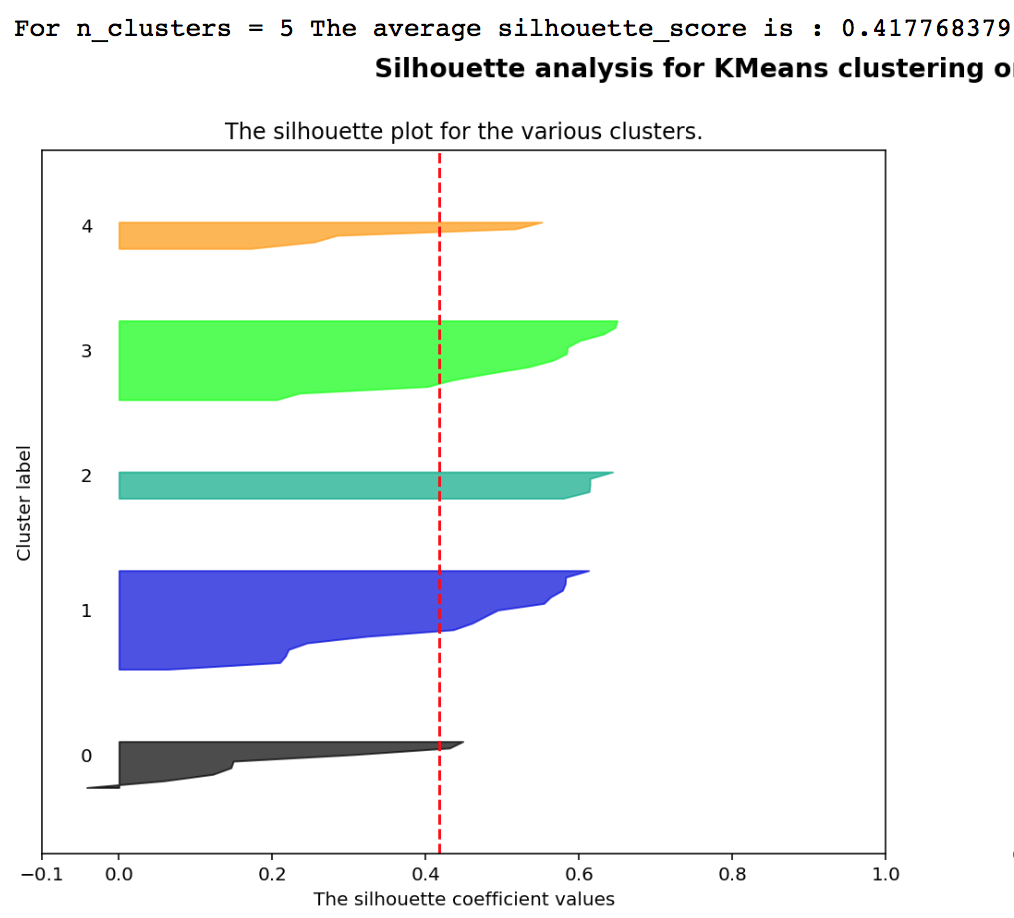 For n_clusters = 5 The average silhouette_score is : 0.417768379
Silhouette analysis for KMeans clustering
The silhouette plot for the various clusters.
4
3
2
1
0
Cluster label
−0.1 0.0 0.2 0.4 0.6 0.8 1.0
The silhouette coefficient values